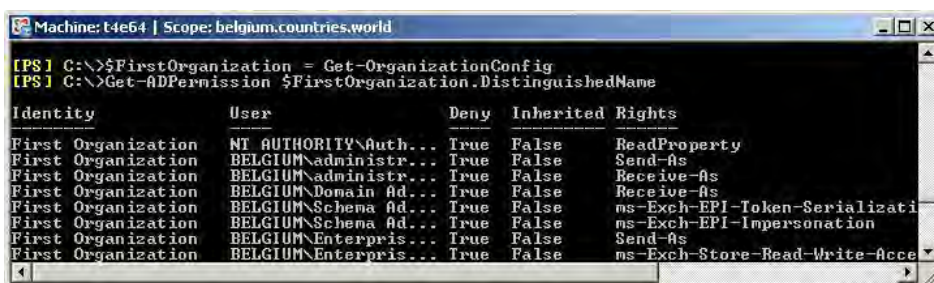 Machine: t4e64 | Scope: belgium.countries.world
[PS] C:\>$FirstOrganization = Get-OrganizationConfig
[PS] C:\>Get-ADPermission $FirstOrganization.DistinguishedName
Identity User Deny Inherited Rights
-------- ---- ---- --------- ------
First Organization NT AUTHORITY\Auth... True False ReadProperty
First Organization BELGIUM\administr... True False Send-As
First Organization BELGIUM\administr... True False Receive-As
First Organization BELGIUM\Domain Ad... True False Receive-As
First Organization BELGIUM\Schema Ad... True False ms-Exch-EPI-Token-Serializati
First Organization BELGIUM\Schema Ad... True False ms-Exch-EPI-Impersonation
First Organization BELGIUM\Enterpris... True False Send-As
First Organization BELGIUM\Enterpris... True False ms-Exch-Store-Read-Write-Acce